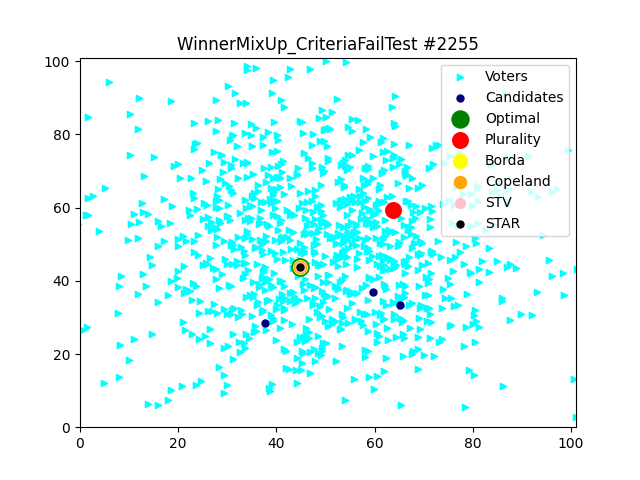 WinnerMixUp_CriteriaFailTest #2255
100
80
60
40
20
0
0
20
40
60
80
100
Voters
Candidates
Optimal
Plurality
Borda
Copeland
STV
STAR